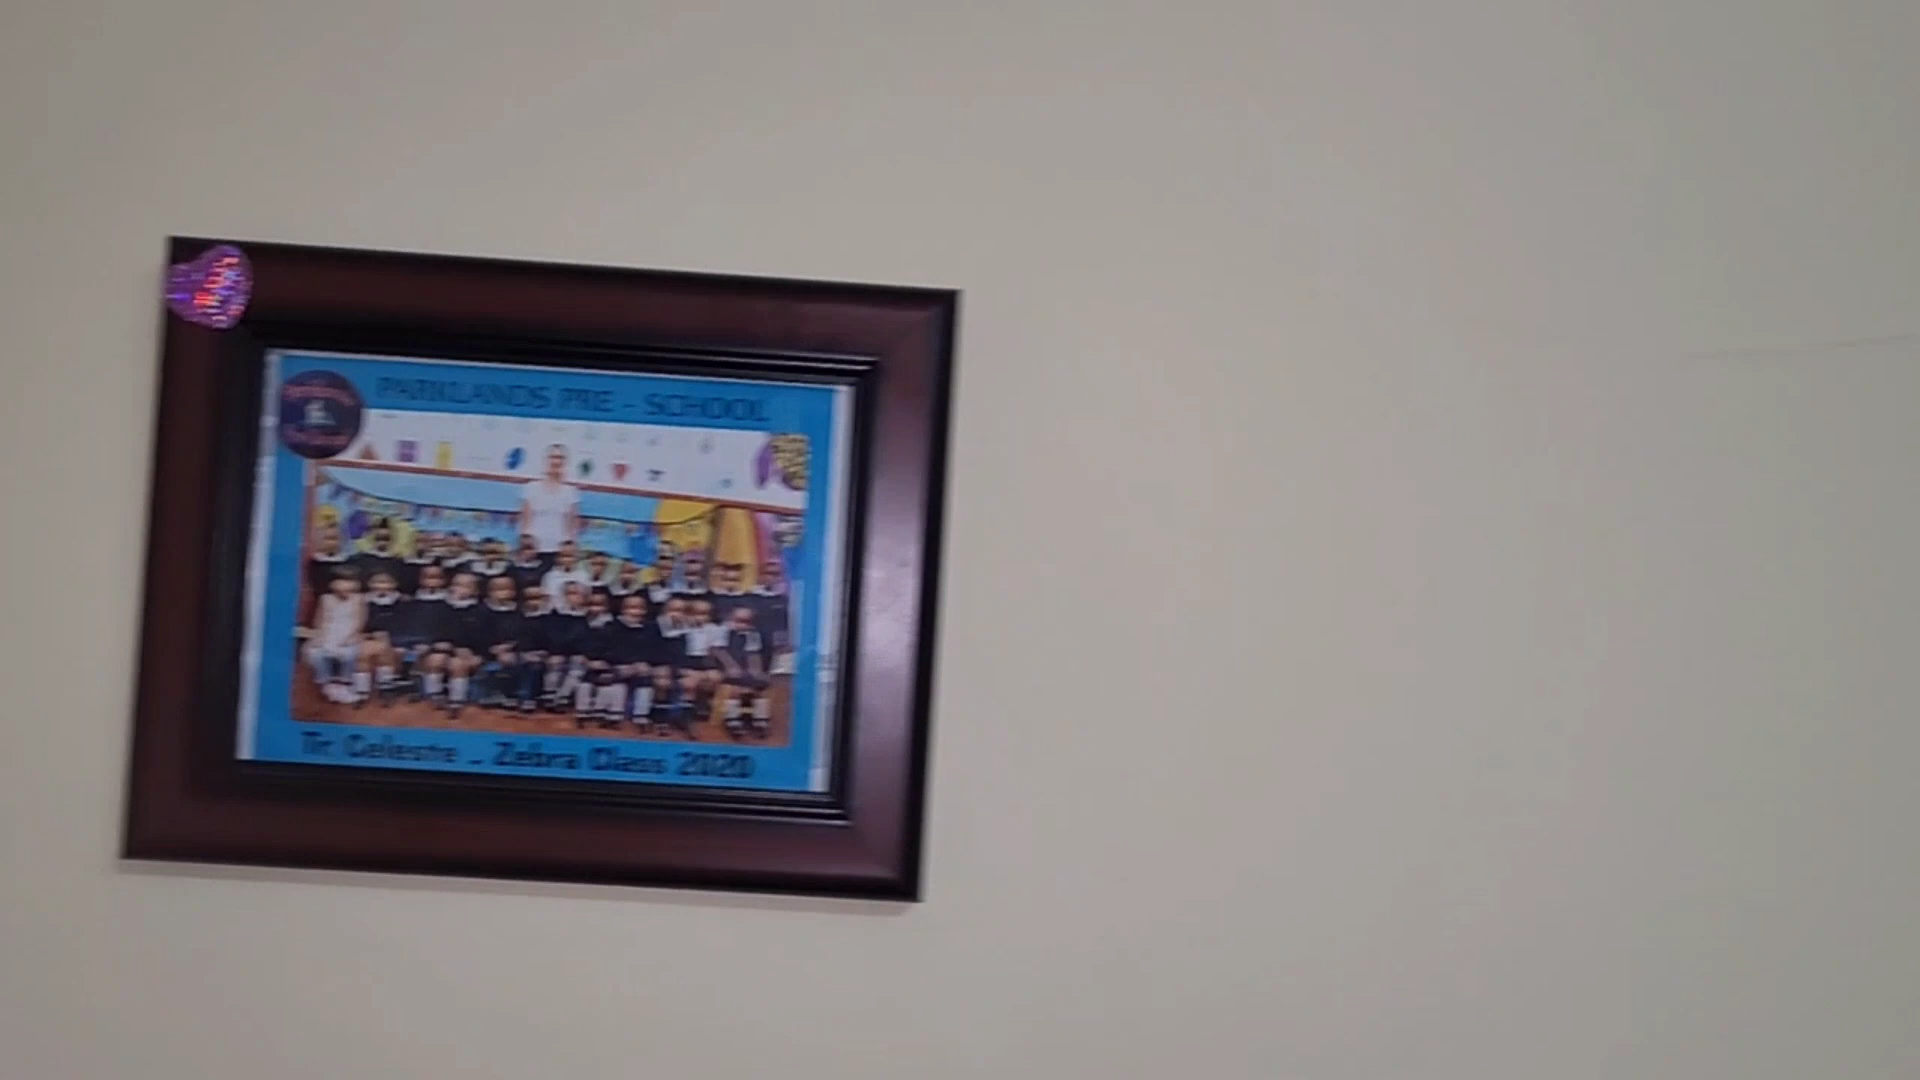 PARKLANDS PRE - SCHOOL
Tr. Celeste - Zebra Class 2020